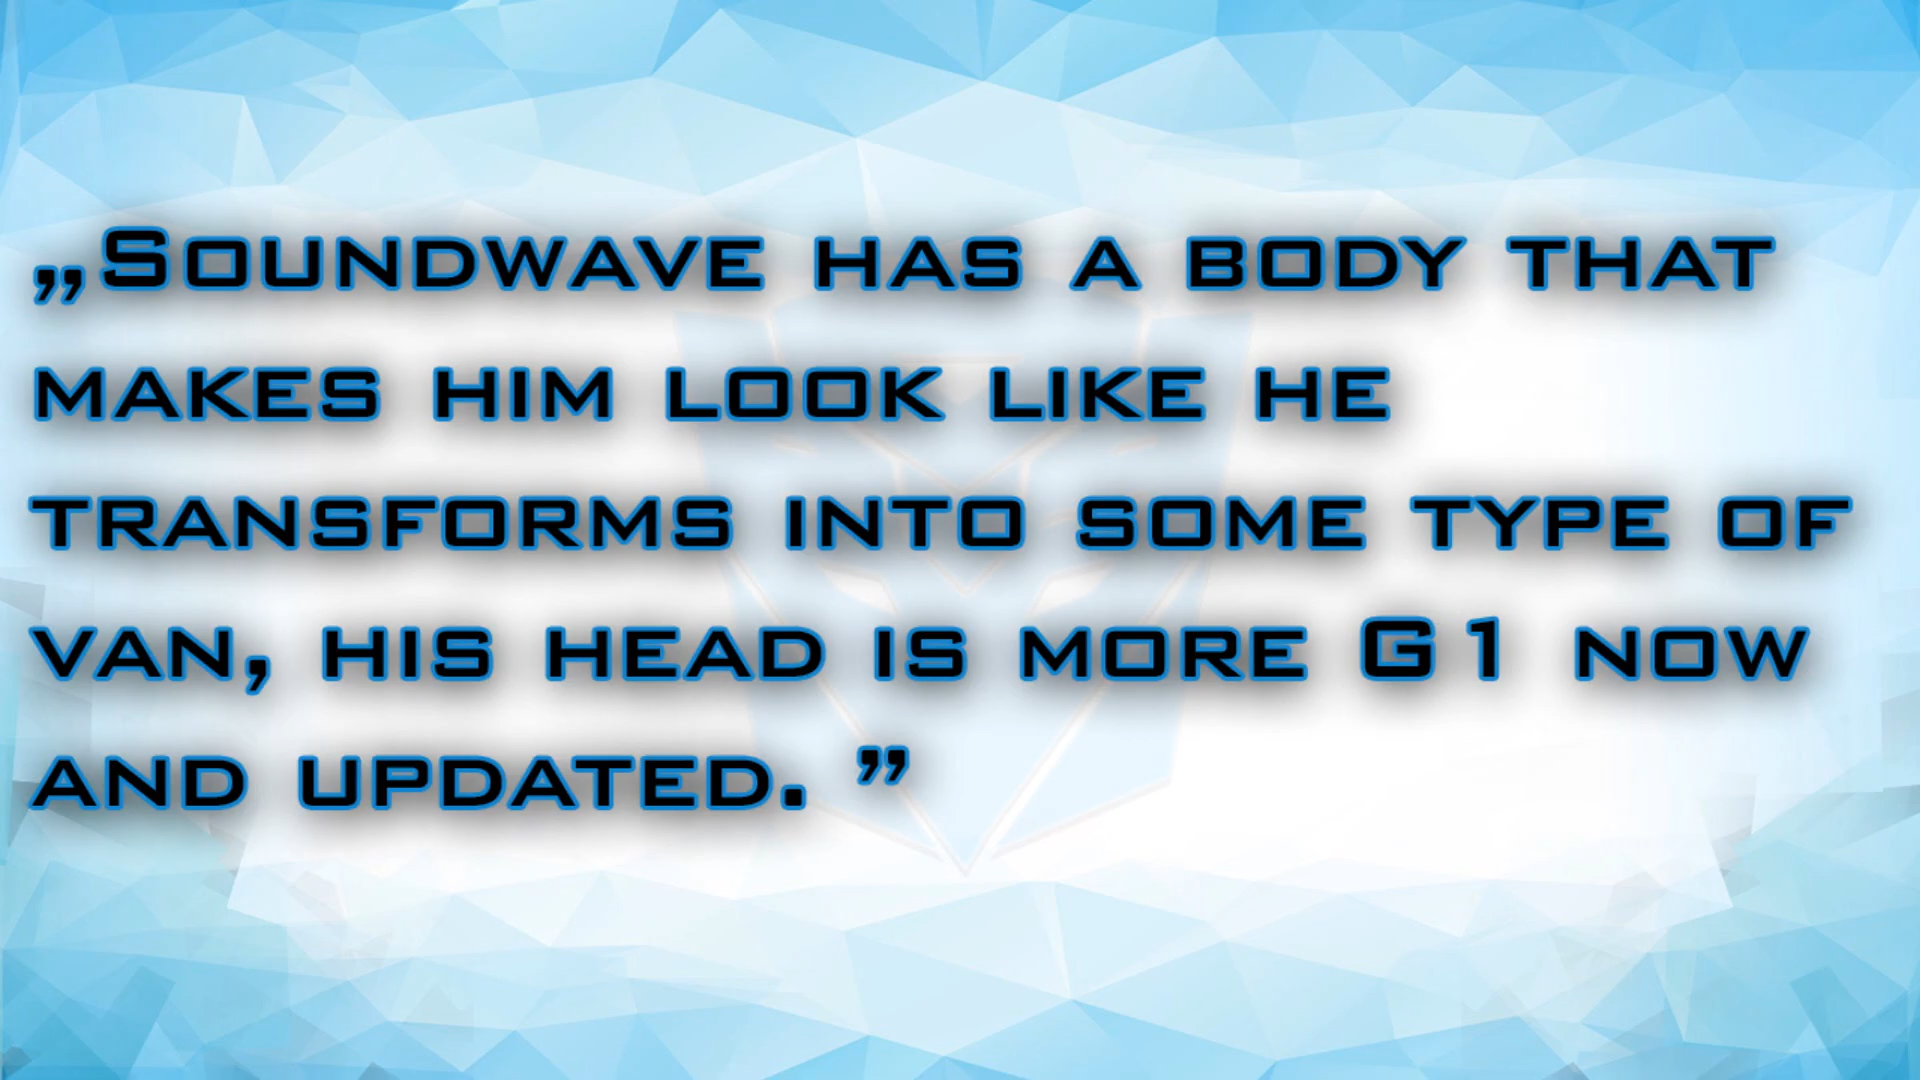 „Soundwave has a body that
makes him look like he
transforms into some type of
van, his head is more G1 now
and updated. ”